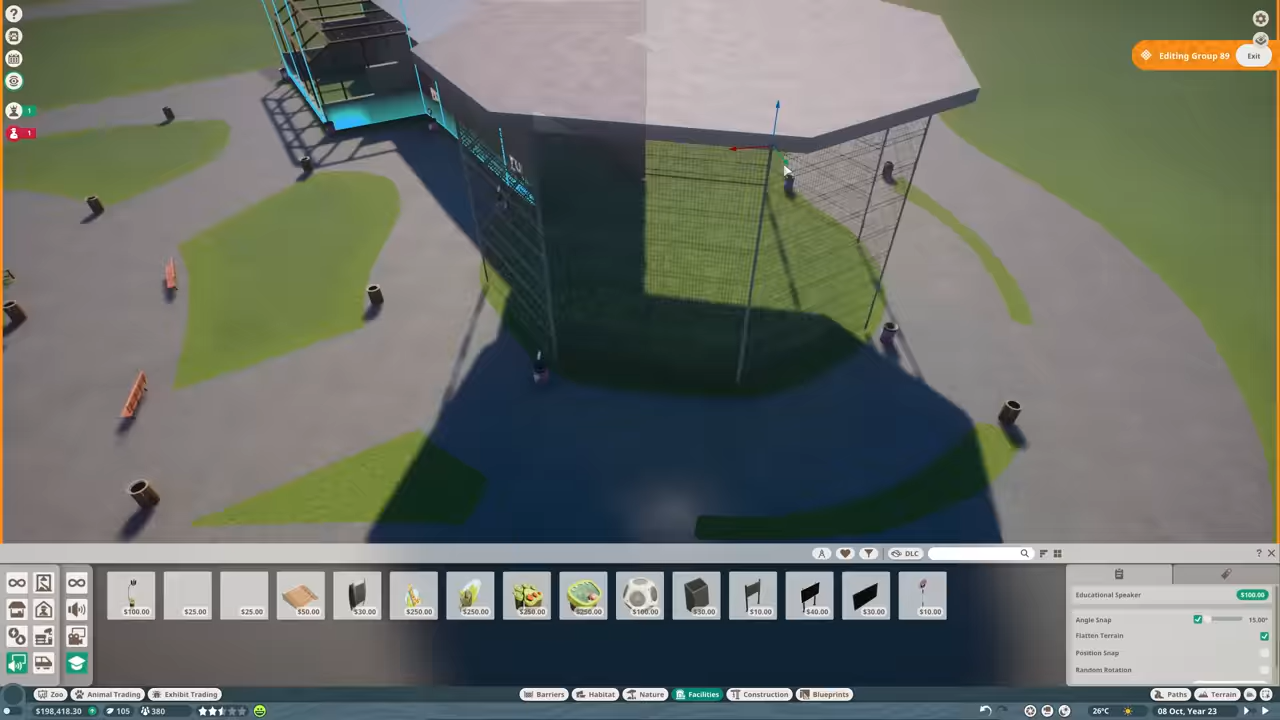 ?
Editing Group 89
Exit
1
1
DLC
? ×
$100.00
$25.00
$25.00
$50.00
$30.00
$250.00
$250.00
$250.00
$250.00
$100.00
$30.00
$10.00
$40.00
$30.00
$10.00
Educational Speaker $100.00
Angle Snap 15.00°
Flatten Terrain
Position Snap
Random Rotation
Zoo Animal Trading Exhibit Trading Barriers Habitat Nature Facilities Construction Blueprints Paths Terrain
$198,418.30 105 380 26°C 08 Oct, Year 23